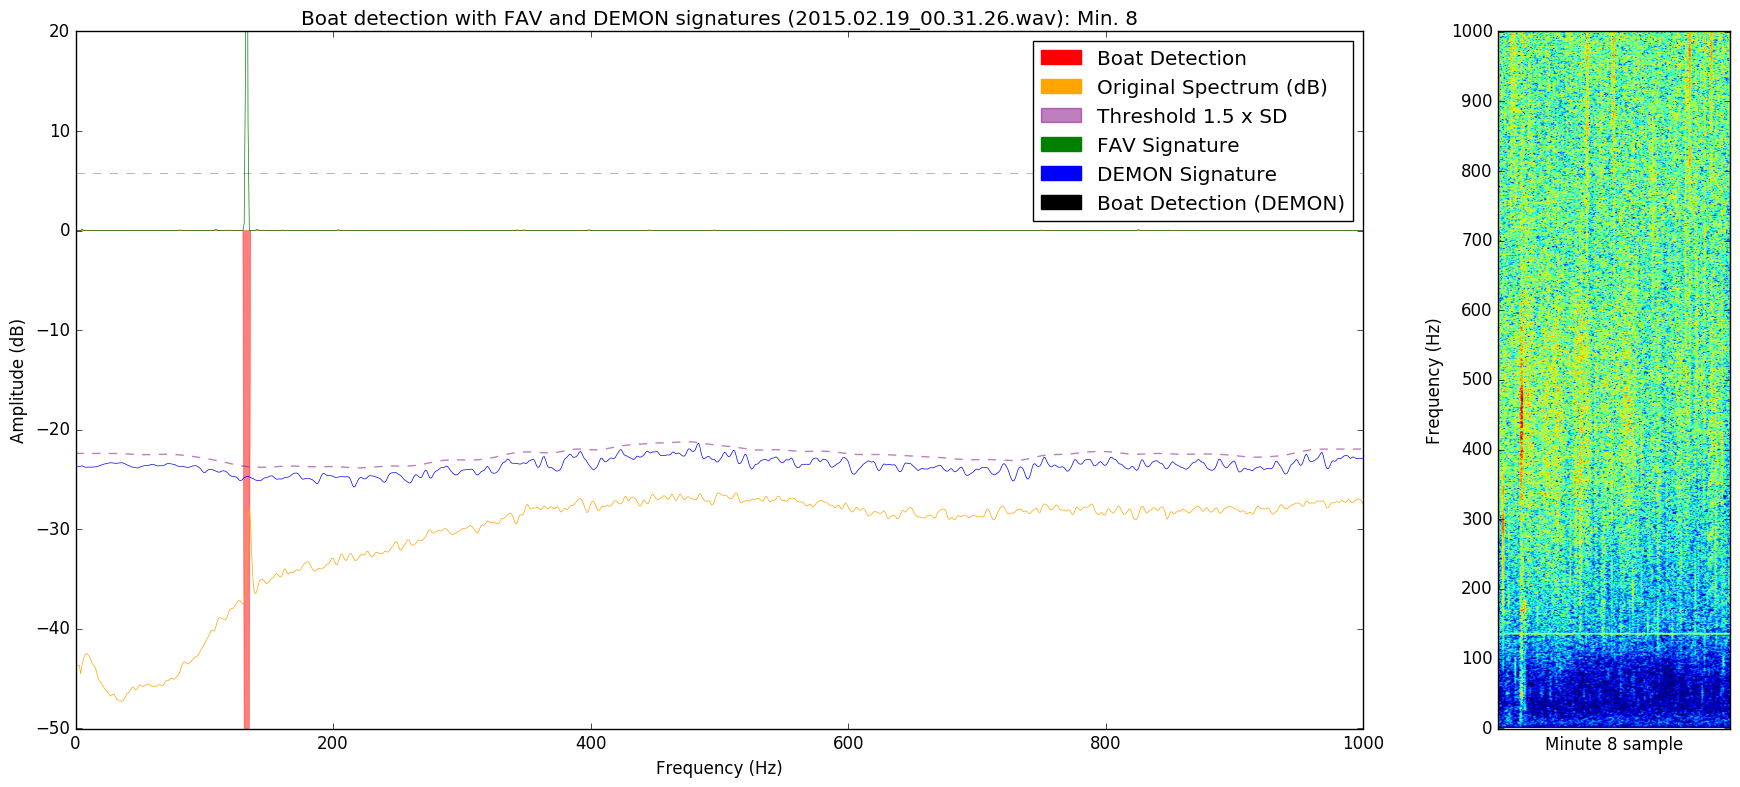 Boat detection with FAV and DEMON signatures (2015.02.19_00.31.26.wav): Min. 8
Boat Detection
Original Spectrum (dB)
Threshold 1.5 x SD
FAV Signature
DEMON Signature
Boat Detection (DEMON)
Amplitude (dB)
20
10
0
−10
−20
−30
−40
−50
0
200
400
600
800
1000
Frequency (Hz)
Frequency (Hz)
1000
900
800
700
600
500
400
300
200
100
0
Minute 8 sample